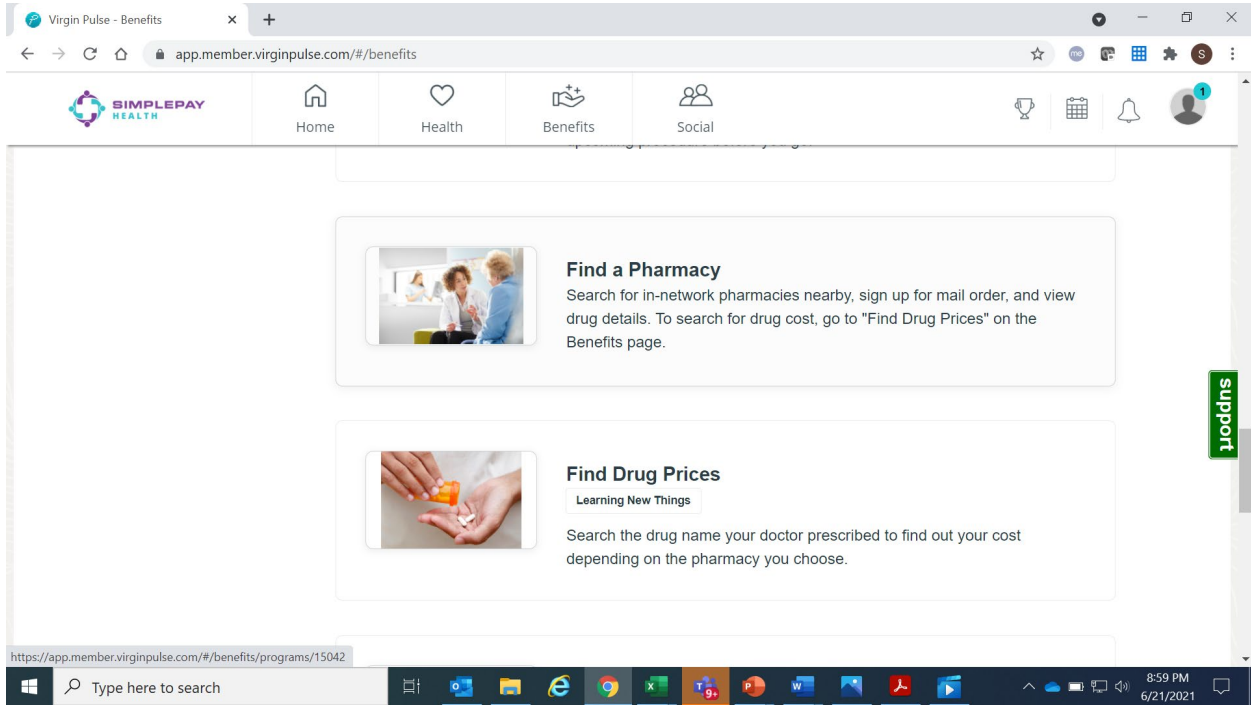 Virgin Pulse - Benefits
app.member.virginpulse.com/#/benefits
me
S
SIMPLEPAY
HEALTH
Home
Health
Benefits
Social
1
Find a Pharmacy
Search for in-network pharmacies nearby, sign up for mail order, and view
drug details. To search for drug cost, go to "Find Drug Prices" on the
Benefits page.
support
Find Drug Prices
Learning New Things
Search the drug name your doctor prescribed to find out your cost
depending on the pharmacy you choose.
https://app.member.virginpulse.com/#/benefits/programs/15042
Type here to search
9+
8:59 PM
6/21/2021